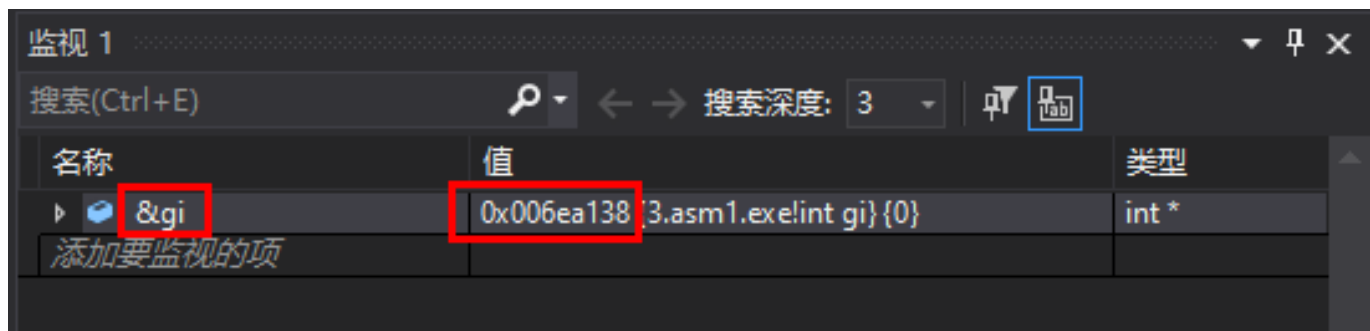 监视 1
搜索(Ctrl+E) 搜索深度: 3
名称 值 类型
&gi 0x006ea138 {3.asm1.exe!int gi} {0} int *
添加要监视的项